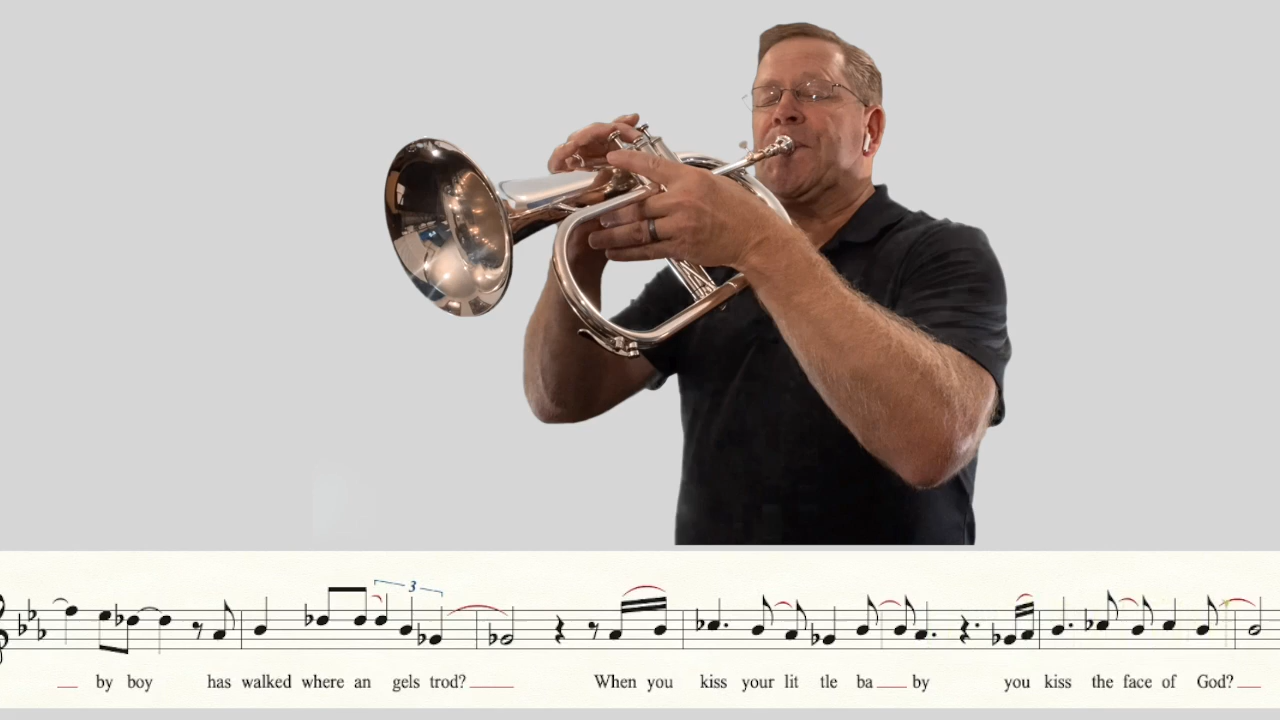 3
by boy has walked where an gels trod? When you kiss your lit tle ba by you kiss the face of God?